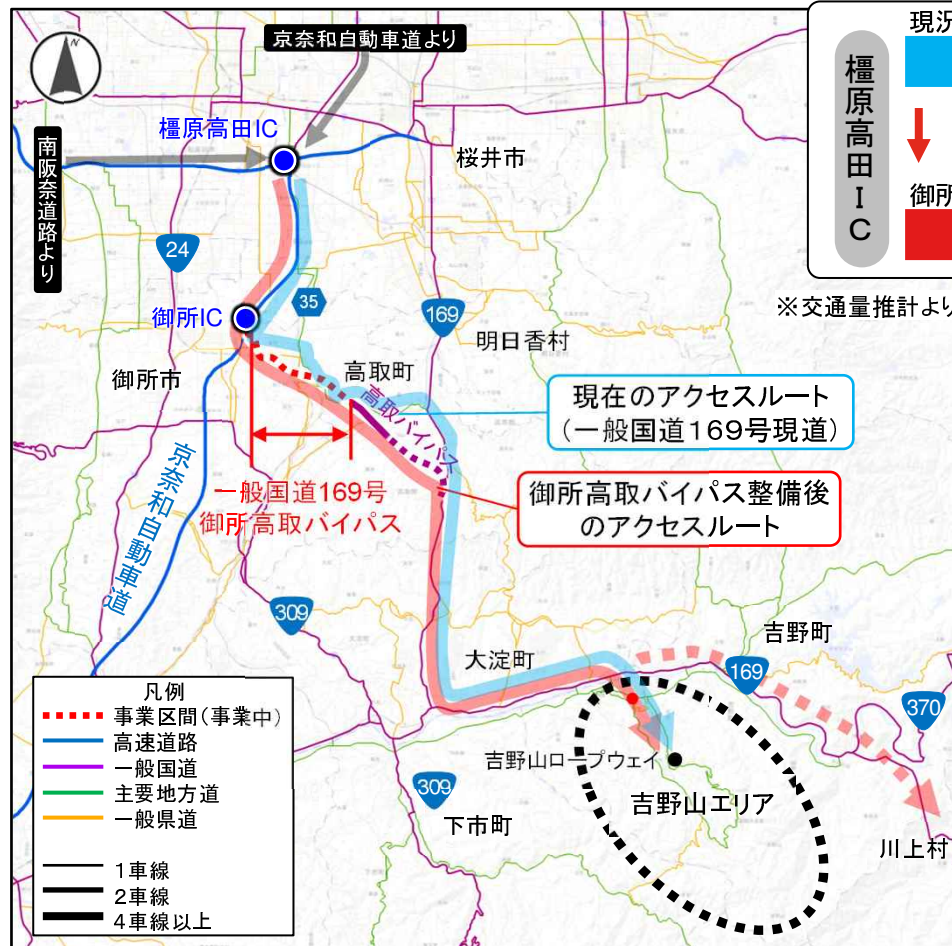 京奈和自動車道より
現況
橿原高田IC
御所
※交通量推計より
橿原高田IC
南阪奈道路より
桜井市
24
御所IC
35
169
明日香村
高取町
御所市
高取バイパス
現在のアクセスルート
(一般国道169号現道)
京奈和自動車道
一般国道169号
御所高取バイパス
御所高取バイパス整備後
のアクセスルート
309
吉野町
大淀町
169
370
吉野山ロープウェイ
吉野山エリア
309
下市町
川上村
凡例
事業区間(事業中)
高速道路
一般国道
主要地方道
一般県道
1車線
2車線
4車線以上